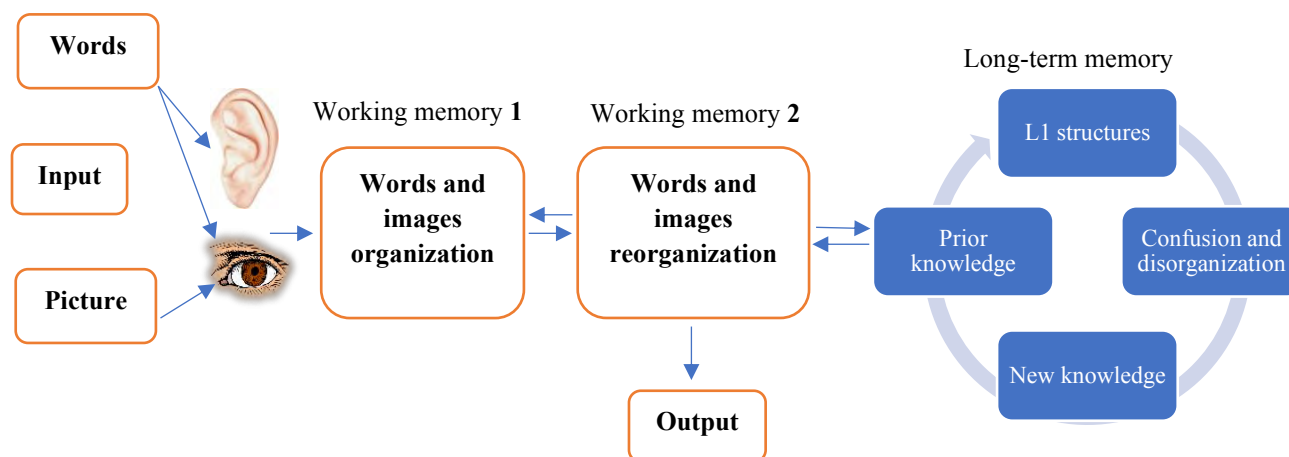 Words
Input
Picture
Working memory 1
Words and
images
organization
Working memory 2
Words and
images
reorganization
Output
Long-term memory
L1 structures
Prior
knowledge
Confusion and
disorganization
New knowledge